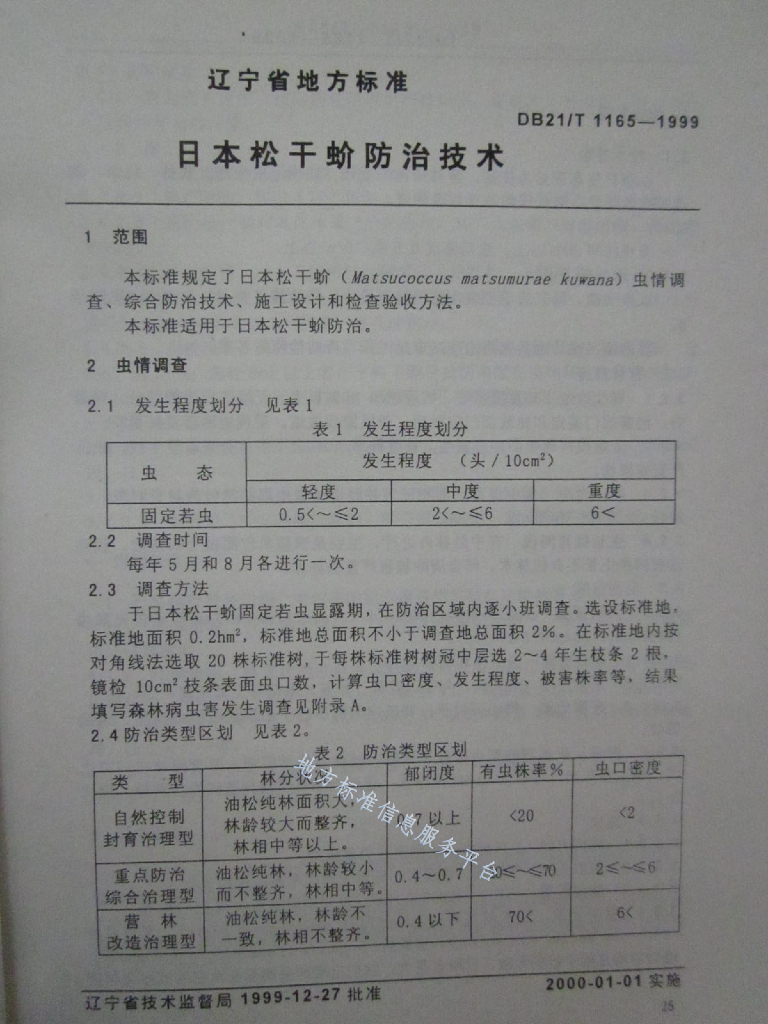 辽宁省地方标准
DB21/T 1165—1999
日本松干蚧防治技术
1 范围
本标准规定了日本松干蚧（Matsucoccus matsumurae kuwana）虫情调
查、综合防治技术、施工设计和检查验收方法。
本标准适用于日本松干蚧防治。
2 虫情调查
2.1 发生程度划分 见表1
表1 发生程度划分
虫 态 发生程度 （头/10cm²）
轻度 中度 重度
固定若虫 0.5<～≤2 2<～≤6 6<
2.2 调查时间
每年5月和8月各进行一次。
2.3 调查方法
于日本松干蚧固定若虫显露期，在防治区域内逐小班调查。选设标准地，
标准地面积0.2hm²，标准地总面积不小于调查地总面积2%。在标准地内按
对角线法选取20株标准树,于每株标准树树冠中层选2～4年生枝条2根，
镜检10cm²枝条表面虫口数，计算虫口密度、发生程度、被害株率等，结果
填写森林病虫害发生调查见附录A。
2.4防治类型区划 见表2。
表2 防治类型区划
类 型 林分状 郁闭度 有虫株率% 虫口密度
自然控制
封育治理型
油松纯林面积大，
林龄较大而整齐，
林相中等以上。
7以上
<20
<2
重点防治
综合治理型
油松纯林，林龄较小
而不整齐，林相中等。
0.4～0.7
0≤～≤70
2≤～≤6
营 林
改造治理型
油松纯林，林龄不
一致，林相不整齐。
0.4以下
70<
6<
地方标准信息服务平台
辽宁省技术监督局1999-12-27批准
2000-01-01实施
25